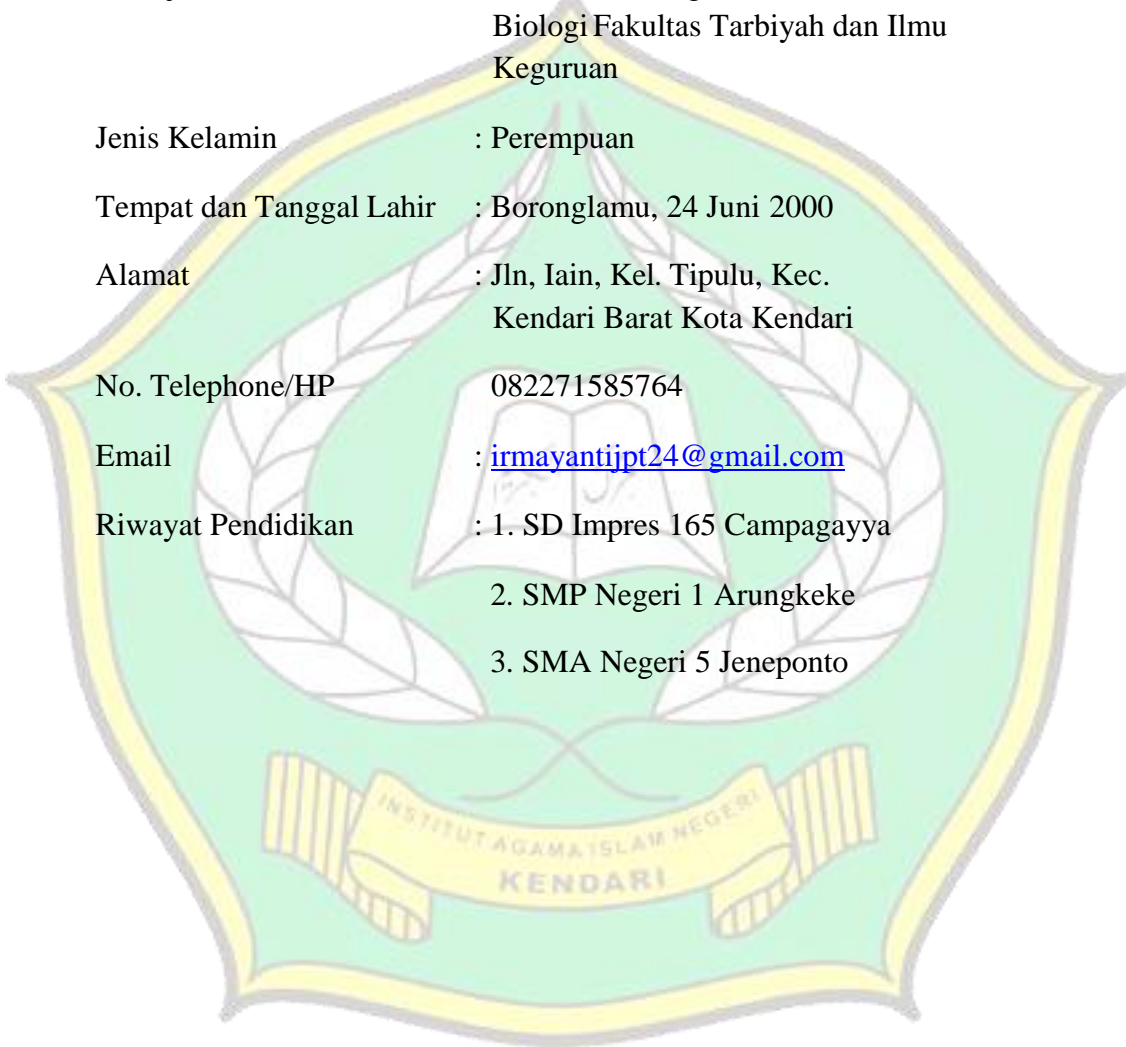 Biologi Fakultas Tarbiyah dan Ilmu
Keguruan
Jenis Kelamin : Perempuan
Tempat dan Tanggal Lahir : Boronglamu, 24 Juni 2000
Alamat : Jln, Iain, Kel. Tipulu, Kec.
Kendari Barat Kota Kendari
No. Telephone/HP 082271585764
Email : irmayantijpt24@gmail.com
Riwayat Pendidikan : 1. SD Impres 165 Campagayya
2. SMP Negeri 1 Arungkeke
3. SMA Negeri 5 Jeneponto
INSTITUT AGAMA ISLAM NEGERI
KENDARI